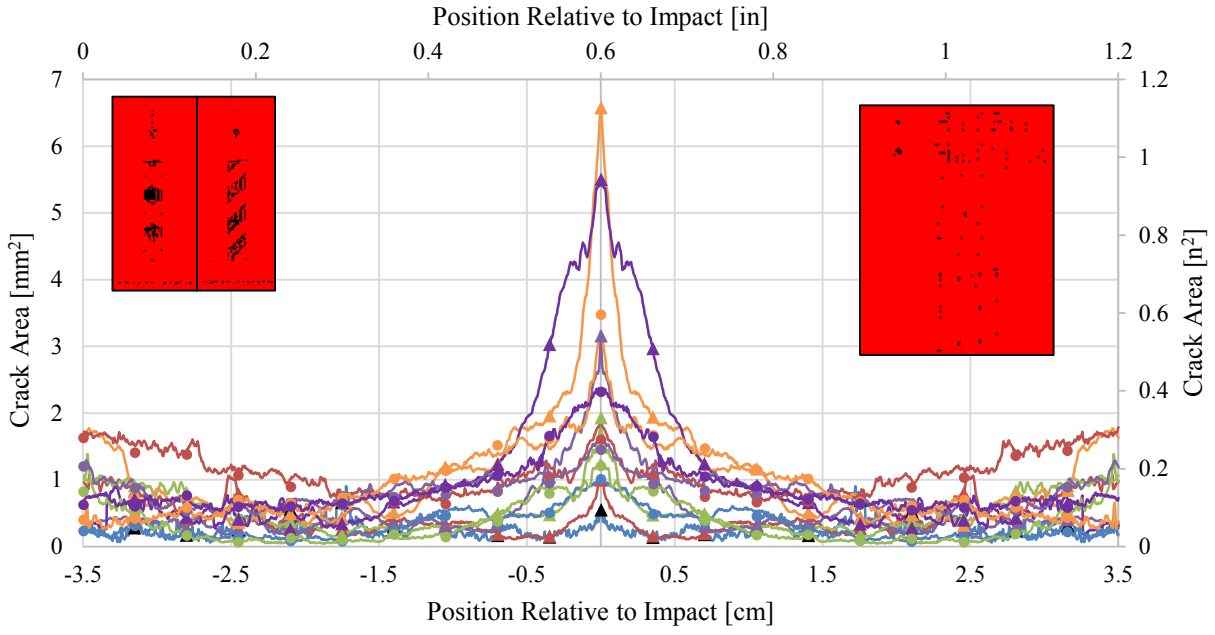 Position Relative to Impact [in]
0 0.2 0.4 0.6 0.8 1 1.2
7 1.2
6
1
5
0.8
4
0.6
3
0.4
2
0.2
1
0 0
Crack Area [mm²]
Crack Area [n²]
-3.5 -2.5 -1.5 -0.5 0.5 1.5 2.5 3.5
Position Relative to Impact [cm]